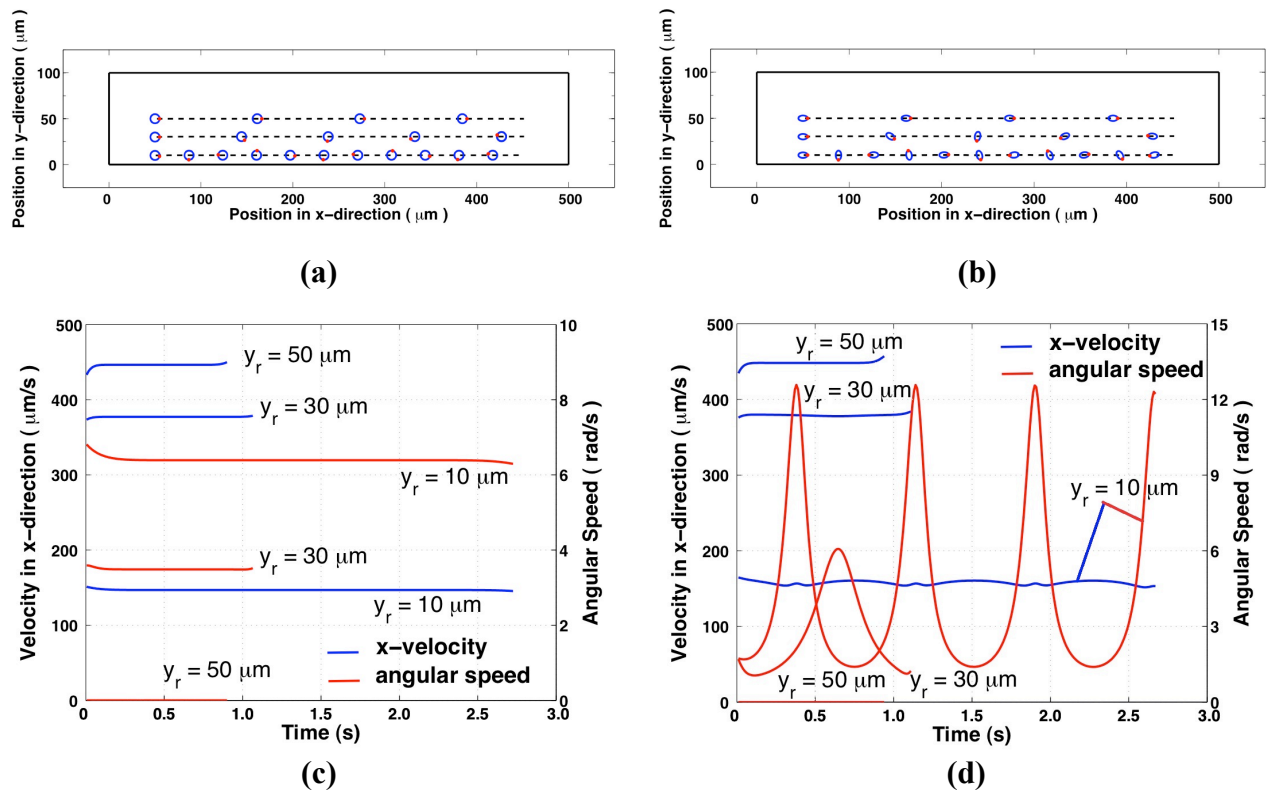 Position in y−direction ( μm)
100
50
0
0
100
200
300
400
500
Position in x−direction ( μm )
(a)
Position in y−direction ( μm)
100
50
0
0
100
200
300
400
500
Position in x−direction ( μm )
(b)
Velocity in x−direction ( μm/s )
500
400
300
200
100
0
0
0.5
1.0
1.5
2.0
2.5
3.0
Time (s)
10
8
6
4
2
0
Angular Speed ( rad/s )
y_r = 50 μm
y_r = 30 μm
y_r = 10 μm
y_r = 30 μm
y_r = 10 μm
y_r = 50 μm
x−velocity
angular speed
(c)
Velocity in x−direction ( μm/s )
500
400
300
200
100
0
0
0.5
1.0
1.5
2.0
2.5
3.0
Time (s)
15
12
9
6
3
0
Angular Speed ( rad/s )
y_r = 50 μm
x−velocity
angular speed
y_r = 30 μm
y_r = 10 μm
y_r = 50 μm
y_r = 30 μm
(d)